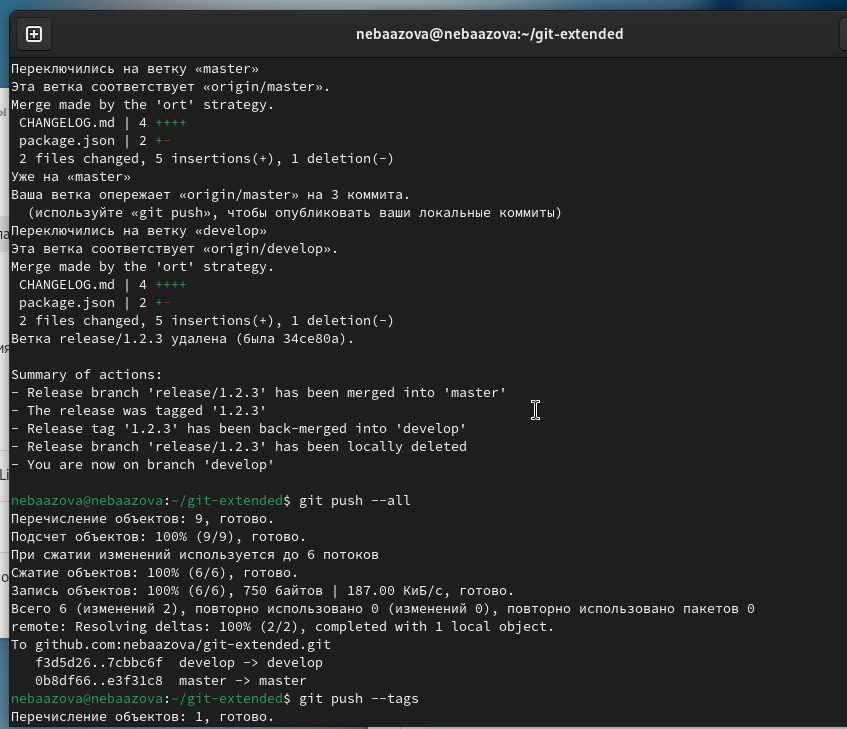 nebaazova@nebaazova:~/git-extended
Переключились на ветку «master»
Эта ветка соответствует «origin/master».
Merge made by the 'ort' strategy.
 CHANGELOG.md | 4 ++++
 package.json | 2 +-
 2 files changed, 5 insertions(+), 1 deletion(-)
Уже на «master»
Ваша ветка опережает «origin/master» на 3 коммита.
  (используйте «git push», чтобы опубликовать ваши локальные коммиты)
Переключились на ветку «develop»
Эта ветка соответствует «origin/develop».
Merge made by the 'ort' strategy.
 CHANGELOG.md | 4 ++++
 package.json | 2 +-
 2 files changed, 5 insertions(+), 1 deletion(-)
Ветка release/1.2.3 удалена (была 34ce80a).

Summary of actions:
- Release branch 'release/1.2.3' has been merged into 'master'
- The release was tagged '1.2.3'
- Release tag '1.2.3' has been back-merged into 'develop'
- Release branch 'release/1.2.3' has been locally deleted
- You are now on branch 'develop'

nebaazova@nebaazova:~/git-extended$ git push --all
Перечисление объектов: 9, готово.
Подсчет объектов: 100% (9/9), готово.
При сжатии изменений используется до 6 потоков
Сжатие объектов: 100% (6/6), готово.
Запись объектов: 100% (6/6), 750 байтов | 187.00 КиБ/с, готово.
Всего 6 (изменений 2), повторно использовано 0 (изменений 0), повторно использовано пакетов 0
remote: Resolving deltas: 100% (2/2), completed with 1 local object.
To github.com:nebaazova/git-extended.git
   f3d5d26..7cbbc6f  develop -> develop
   0b8df66..e3f31c8  master -> master
nebaazova@nebaazova:~/git-extended$ git push --tags
Перечисление объектов: 1, готово.